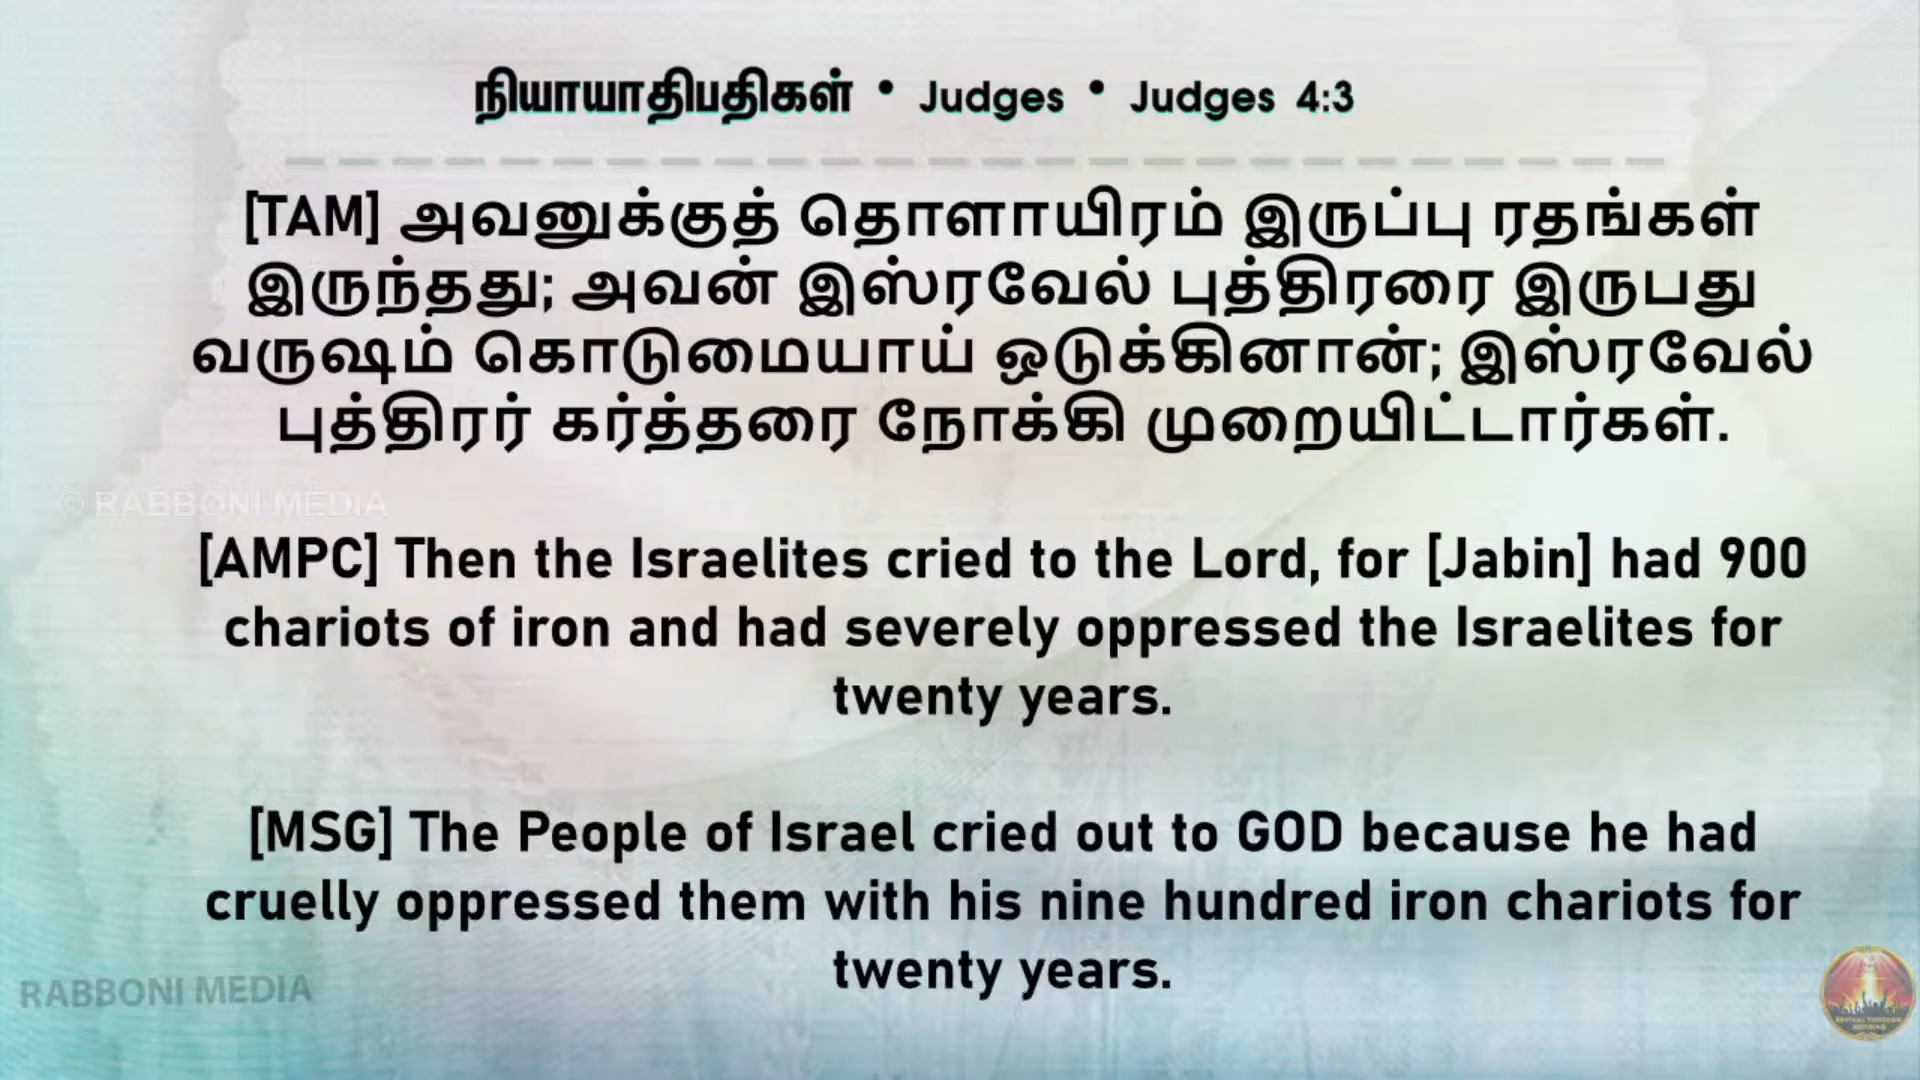 நியாயாதிபதிகள் • Judges • Judges 4:3
[TAM] அவனுக்குத் தொளாயிரம் இருப்பு ரதங்கள்
இருந்தது; அவன் இஸ்ரவேல் புத்திரரை இருபது
வருஷம் கொடுமையாய் ஒடுக்கினான்; இஸ்ரவேல்
புத்திரர் கர்த்தரை நோக்கி முறையிட்டார்கள்.
© RABBONI MEDIA
[AMPC] Then the Israelites cried to the Lord, for [Jabin] had 900
chariots of iron and had severely oppressed the Israelites for
twenty years.
[MSG] The People of Israel cried out to GOD because he had
cruelly oppressed them with his nine hundred iron chariots for
twenty years.
RABBONI MEDIA
REVIVAL THROUGH